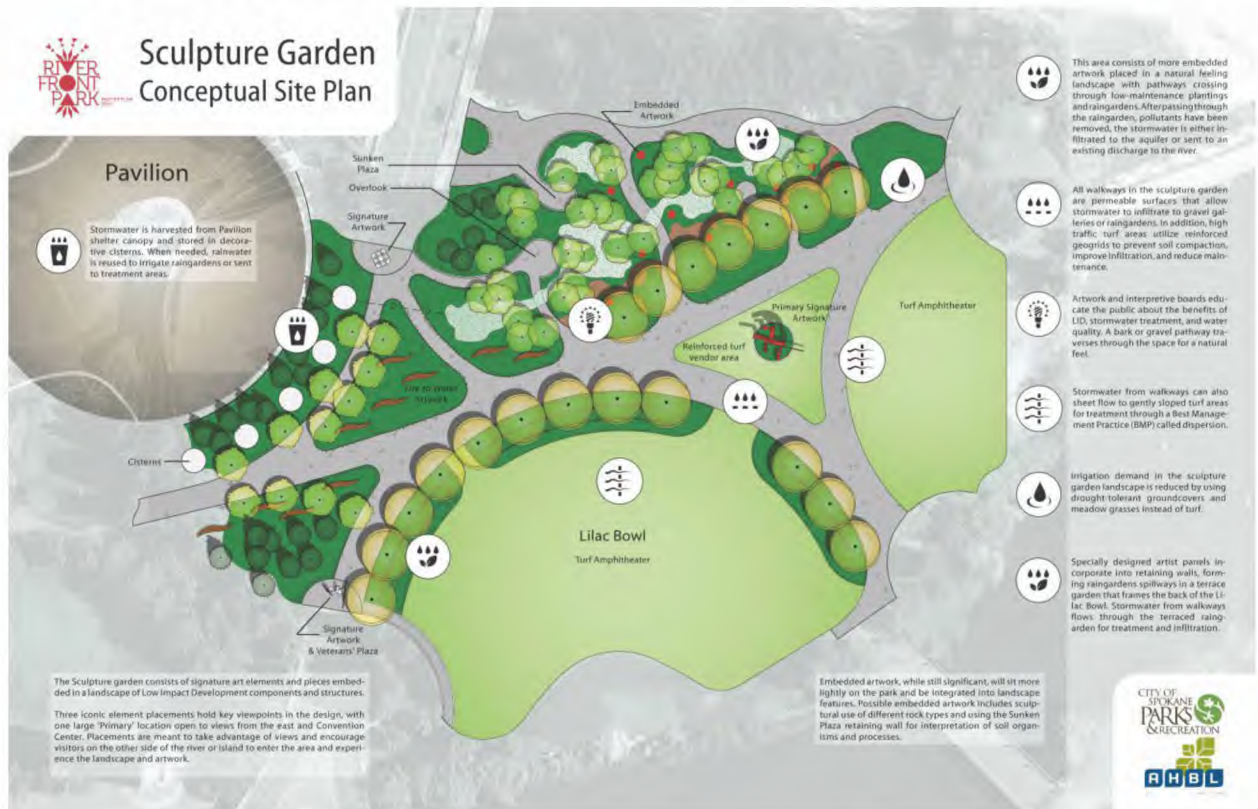 RIVER
FRONT
PARK
Sculpture Garden
Conceptual Site Plan
Pavilion
Stormwater is harvested from Pavilion
shelter canopy and stored in decora-
tive cisterns. When needed, rainwater
is reused to irrigate raingardens or sent
to treatment areas.
Embedded
Artwork
Sunken
Plaza
Overlook
Signature
Artwork
Primary Signature
Artwork
Turf Amphitheater
Reinforced turf
vendor area
Artwork
Cisterns
Lilac Bowl
Turf Amphitheater
Signature
Artwork
& Veterans' Plaza
This area consists of more embedded
artwork placed in a natural feeling
landscape with pathways crossing
through low-maintenance plantings
and raingardens. After passing through
the raingarden, pollutants have been
removed, the stormwater is either in-
filtrated to the aquifer or sent to an
existing discharge to the river.
All walkways in the sculpture garden
are permeable surfaces that allow
stormwater to infiltrate to gravel gal-
leries or raingardens. In addition, high
traffic turf areas utilize reinforced
geogrids to prevent soil compaction,
improve infiltration, and reduce main-
tenance.
Artwork and interpretive boards edu-
cate the public about the benefits of
LID, stormwater treatment, and water
quality. A bark or gravel pathway tra-
verses through the space for a natural
feel.
Stormwater from walkways can also
sheet flow to gently sloped turf areas
for treatment through a Best Manage-
ment Practice (BMP) called dispersion.
Irrigation demand in the sculpture
garden landscape is reduced by using
drought-tolerant groundcovers and
meadow grasses instead of turf.
Specially designed artist panels in-
corporate into retaining walls, form-
ing raingardens spillways in a terrace
garden that frames the back of the Li-
lac Bowl. Stormwater from walkways
flows through the terraced raing-
arden for treatment and infiltration.
The Sculpture garden consists of signature art elements and pieces embed-
ded in a landscape of Low Impact Development components and structures.
Three iconic element placements hold key viewpoints in the design, with
one large 'Primary' location open to views from the east and Convention
Center. Placements are meant to take advantage of views and encourage
visitors on the other side of the river or island to enter the area and experi-
ence the landscape and artwork.
Embedded artwork, while still significant, will sit more
lightly on the park and be integrated into landscape
features. Possible embedded artwork includes sculp-
tural use of different rock types and using the Sunken
Plaza retaining wall for interpretation of soil organ-
isms and processes.
CITY OF
SPOKANE
PARKS
& RECREATION
AHBL